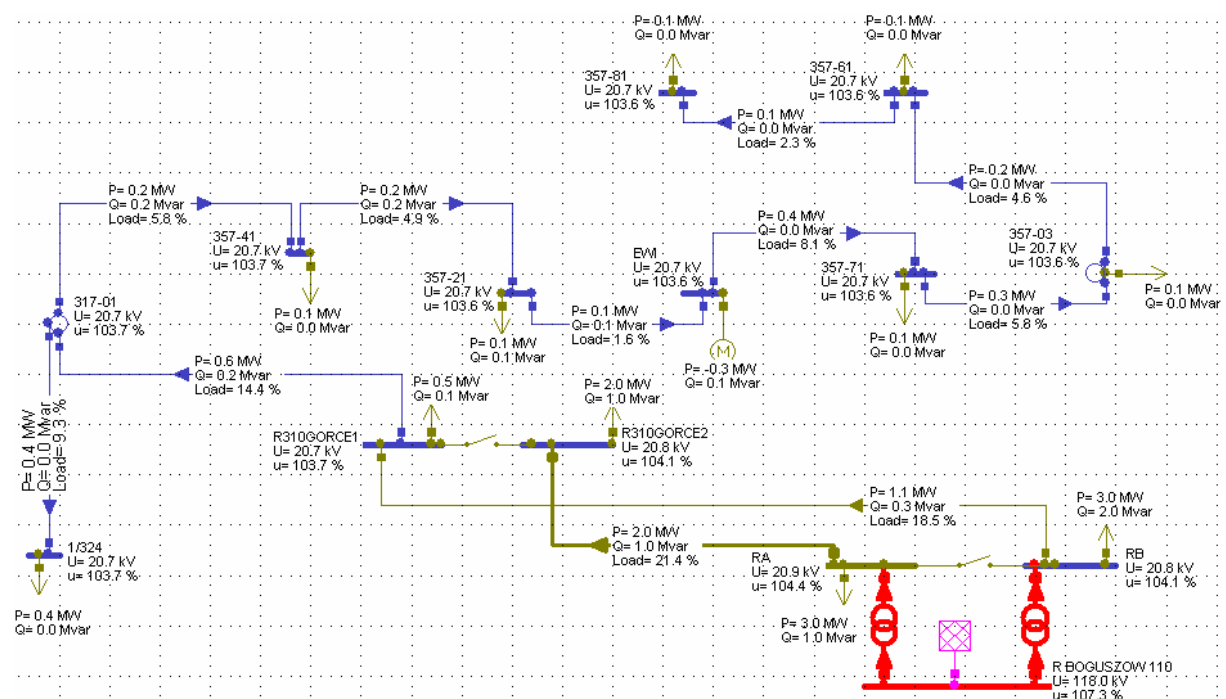 P= 0.1 MW
Q= 0.0 Mvar
P= 0.1 MW
Q= 0.0 Mvar
357-81
U= 20.7 kV
u= 103.6 %
357-61
U= 20.7 kV
u= 103.6 %
P= 0.1 MW
Q= 0.0 Mvar
Load= 2.3 %
P= 0.2 MW
Q= 0.0 Mvar
Load= 4.6 %
P= 0.2 MW
Q= 0.2 Mvar
Load= 5.8 %
P= 0.2 MW
Q= 0.2 Mvar
Load= 4.9 %
P= 0.4 MW
Q= 0.0 Mvar
Load= 8.1 %
357-41
U= 20.7 kV
u= 103.7 %
357-21
U= 20.7 kV
u= 103.6 %
EWI
U= 20.7 kV
u= 103.6 %
357-71
U= 20.7 kV
u= 103.6 %
357-03
U= 20.7 kV
u= 103.6 %
317-01
U= 20.7 kV
u= 103.7 %
P= 0.1 MW
Q= 0.0 Mvar
P= 0.1 MW
Q= 0.1 Mvar
P= 0.1 MW
Q= 0.1 Mvar
Load= 1.6 %
M
P= -0.3 MW
Q= 0.1 Mvar
P= 0.1 MW
Q= 0.0 Mvar
P= 0.3 MW
Q= 0.0 Mvar
Load= 5.8 %
P= 0.1 MW
Q= 0.0 Mvar
P= 0.6 MW
Q= 0.2 Mvar
Load= 14.4 %
P= 0.4 MW
Q= 0.0 Mvar
Load= 9.3 %
P= 0.5 MW
Q= 0.1 Mvar
P= 2.0 MW
Q= 1.0 Mvar
R310GORCE1
U= 20.7 kV
u= 103.7 %
R310GORCE2
U= 20.8 kV
u= 104.1 %
P= 1.1 MW
Q= 0.3 Mvar
Load= 18.5 %
P= 3.0 MW
Q= 2.0 Mvar
P= 2.0 MW
Q= 1.0 Mvar
Load= 21.4 %
RA
U= 20.9 kV
u= 104.4 %
RB
U= 20.8 kV
u= 104.1 %
1/324
U= 20.7 kV
u= 103.7 %
P= 0.4 MW
Q= 0.0 Mvar
P= 3.0 MW
Q= 1.0 Mvar
R BOGUSZOW 110
U= 118.0 kV
u= 107.3 %